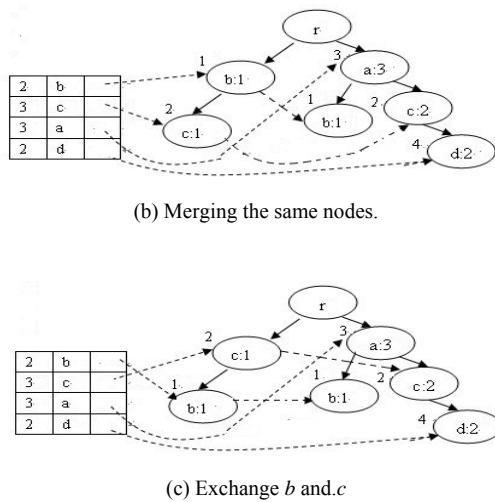 r
1
3
b:1
a:3
2 b
3 c
3 a
2 d
2
c:1
1
b:1
2
c:2
4
d:2
(b) Merging the same nodes.
r
2
3
c:1
a:3
2 b
3 c
3 a
2 d
1
b:1
1
b:1
2
c:2
4
d:2
(c) Exchange b and.c